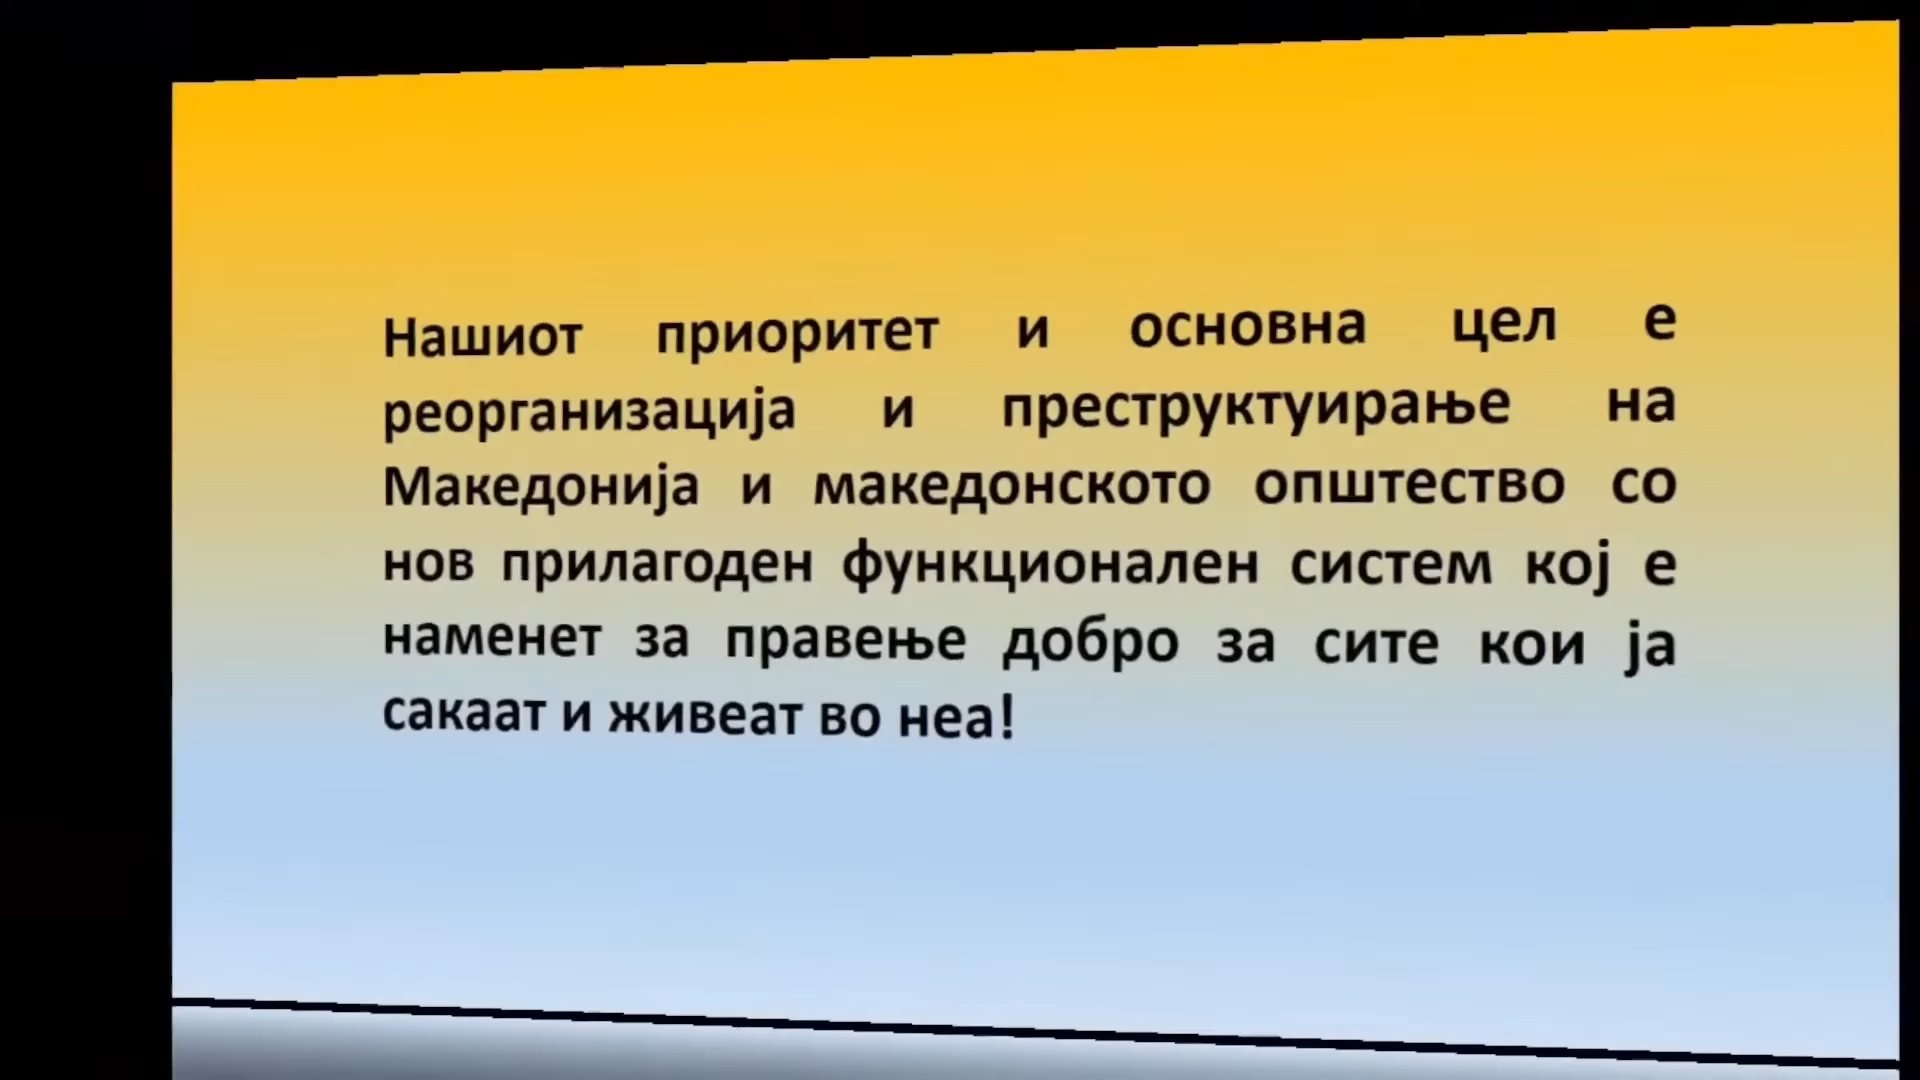 Нашиот приоритет и основна цел е
реорганизација и преструктуирање на
Македонија и македонското општество со
нов прилагоден функционален систем кој е
наменет за правење добро за сите кои ја
сакаат и живеат во неа!